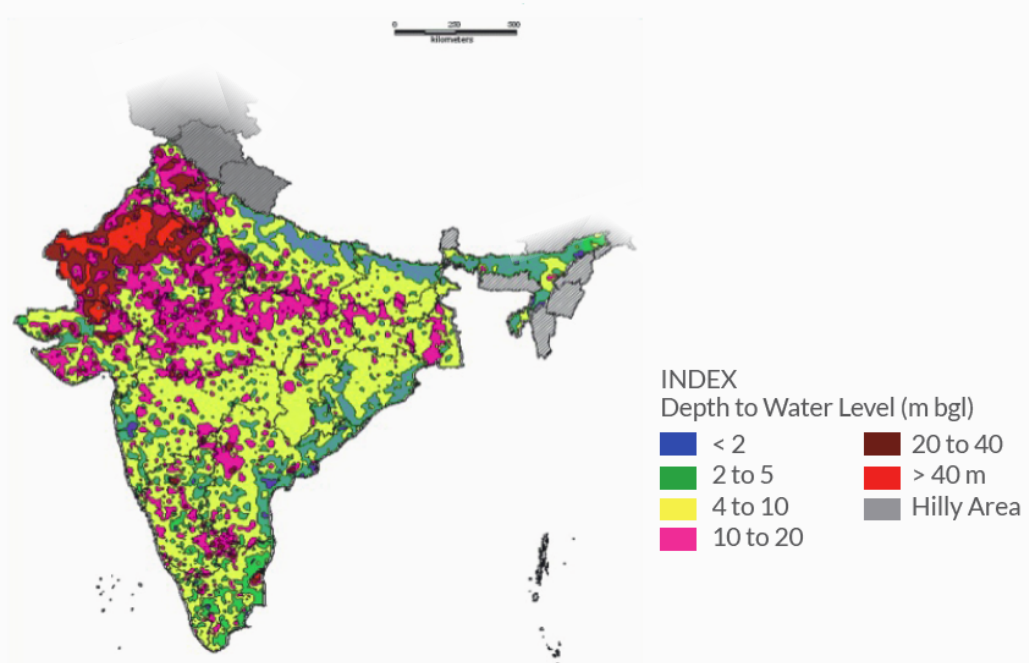 0 250 500
kilometers
INDEX
Depth to Water Level (m bgl)
< 2
2 to 5
4 to 10
10 to 20
20 to 40
> 40 m
Hilly Area